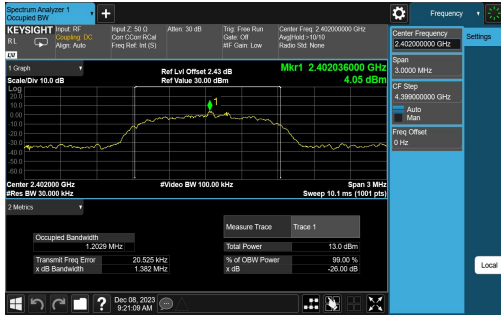 Spectrum Analyzer 1
Occupied BW
Frequency
KEYSIGHT Input: RF
R L
Coupling: DC
Align: Auto
Input Z: 50 Ω
Corr CCorr RCal
Freq Ref: Int (S)
Atten: 30 dB
Trig: Free Run
Gate: Off
#IF Gain: Low
Center Freq: 2.402000000 GHz
Avg|Hold:>10/10
Radio Std: None
LXI
Center Frequency
2.402000000 GHz
Settings
Span
3.0000 MHz
CF Step
4.399000000 GHz
Auto
Man
Freq Offset
0 Hz
Local
1 Graph
Scale/Div 10.0 dB
Ref Lvl Offset 2.43 dB
Ref Value 30.00 dBm
Mkr1 2.402036000 GHz
4.05 dBm
Log
20.0
10.0
0.00
-10.0
-20.0
-30.0
-40.0
-50.0
-60.0
1
Center 2.402000 GHz
#Res BW 30.000 kHz
#Video BW 100.00 kHz
Span 3 MHz
Sweep 10.1 ms (1001 pts)
2 Metrics
Measure Trace Trace 1
Occupied Bandwidth
1.2029 MHz
Total Power 13.0 dBm
Transmit Freq Error 20.525 kHz
% of OBW Power 99.00 %
x dB Bandwidth 1.382 MHz
x dB -26.00 dB
?
Dec 08, 2023
9:21:09 AM